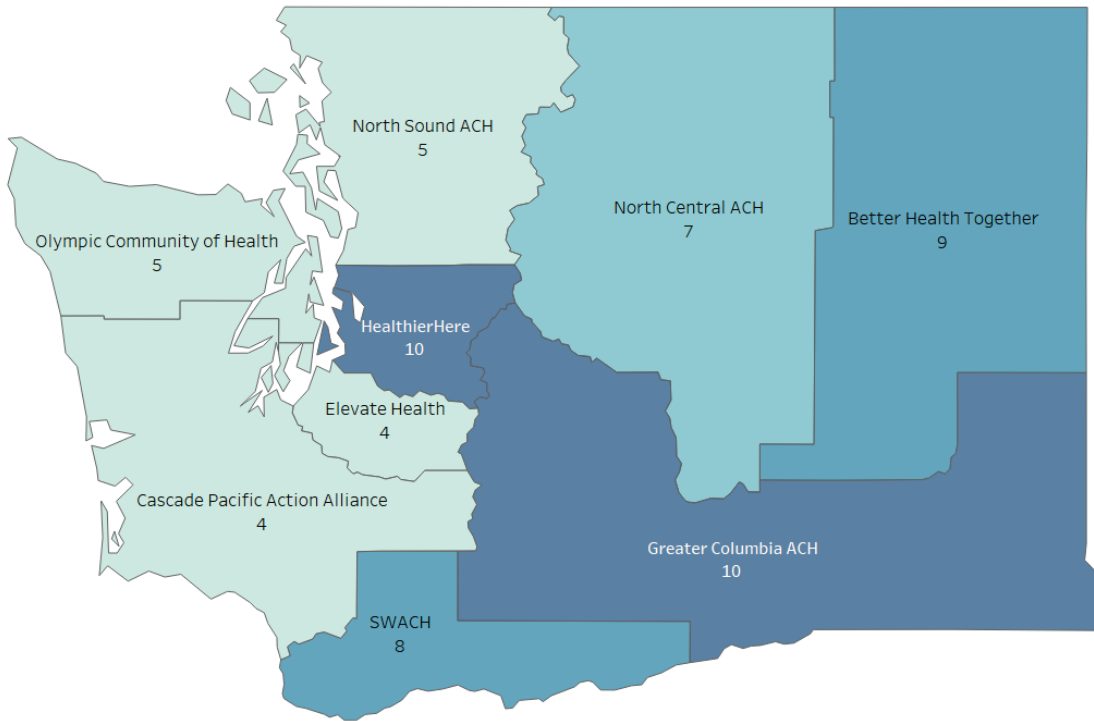 North Sound ACH
5
North Central ACH
7
Better Health Together
9
Olympic Community of Health
5
HealthierHere
10
Elevate Health
4
Cascade Pacific Action Alliance
4
Greater Columbia ACH
10
SWACH
8